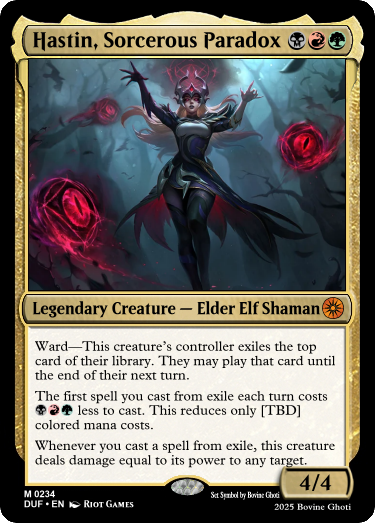 Hastin, Sorcerous Paradox
Legendary Creature — Elder Elf Shaman
Ward—This creature's controller exiles the top
card of their library. They may play that card until
the end of their next turn.
The first spell you cast from exile each turn costs
less to cast. This reduces only [TBD]
colored mana costs.
Whenever you cast a spell from exile, this creature
deals damage equal to its power to any target.
4/4
M 0234
DUF • EN Riot Games
Set Symbol by Bovine Ghoti
2025 Bovine Ghoti